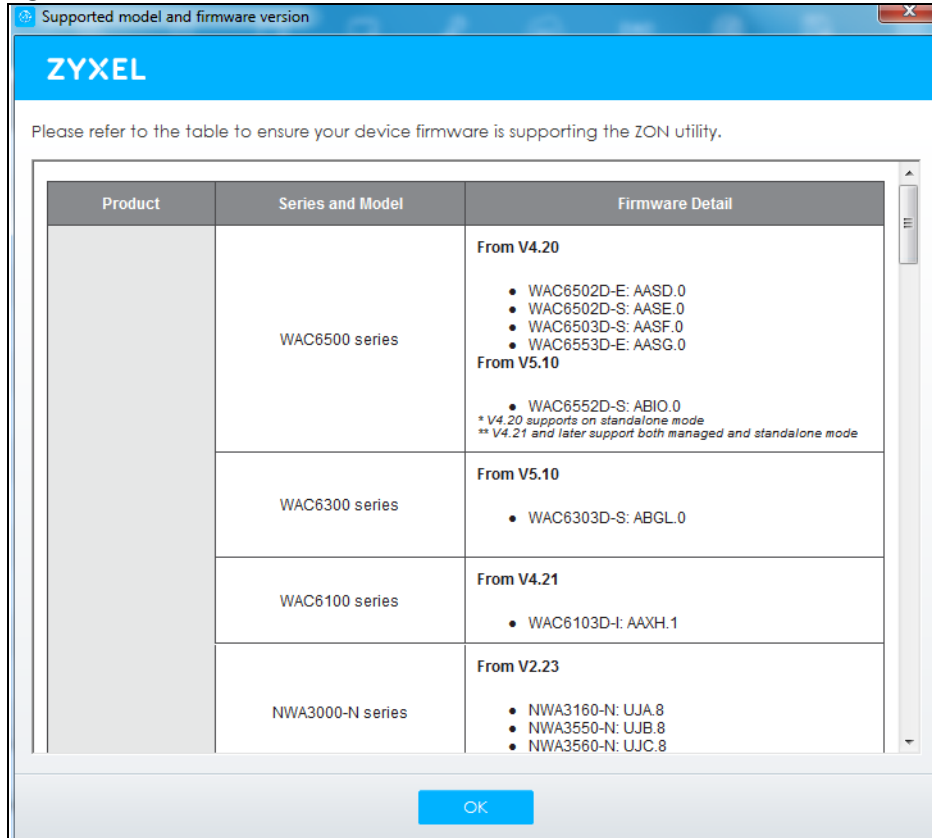 Supported model and firmware version
ZYXEL
Please refer to the table to ensure your device firmware is supporting the ZON utility.
Product Series and Model Firmware Detail
WAC6500 series
From V4.20
● WAC6502D-E: AASD.0
● WAC6502D-S: AASE.0
● WAC6503D-S: AASF.0
● WAC6553D-E: AASG.0
From V5.10
● WAC6552D-S: ABIO.0
* V4.20 supports on standalone mode
** V4.21 and later support both managed and standalone mode
WAC6300 series
From V5.10
● WAC6303D-S: ABGL.0
WAC6100 series
From V4.21
● WAC6103D-I: AAXH.1
NWA3000-N series
From V2.23
● NWA3160-N: UJA.8
● NWA3550-N: UJB.8
● NWA3560-N: UJC.8
OK